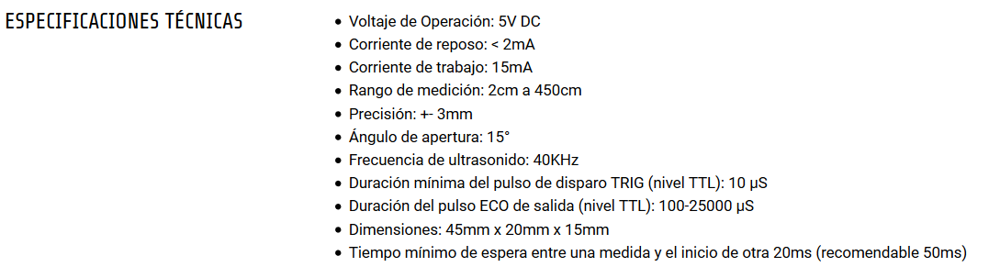 ESPECIFICACIONES TÉCNICAS
• Voltaje de Operación: 5V DC
• Corriente de reposo: < 2mA
• Corriente de trabajo: 15mA
• Rango de medición: 2cm a 450cm
• Precisión: +- 3mm
• Ángulo de apertura: 15°
• Frecuencia de ultrasonido: 40KHz
• Duración mínima del pulso de disparo TRIG (nivel TTL): 10 μS
• Duración del pulso ECO de salida (nivel TTL): 100-25000 μS
• Dimensiones: 45mm x 20mm x 15mm
• Tiempo mínimo de espera entre una medida y el inicio de otra 20ms (recomendable 50ms)